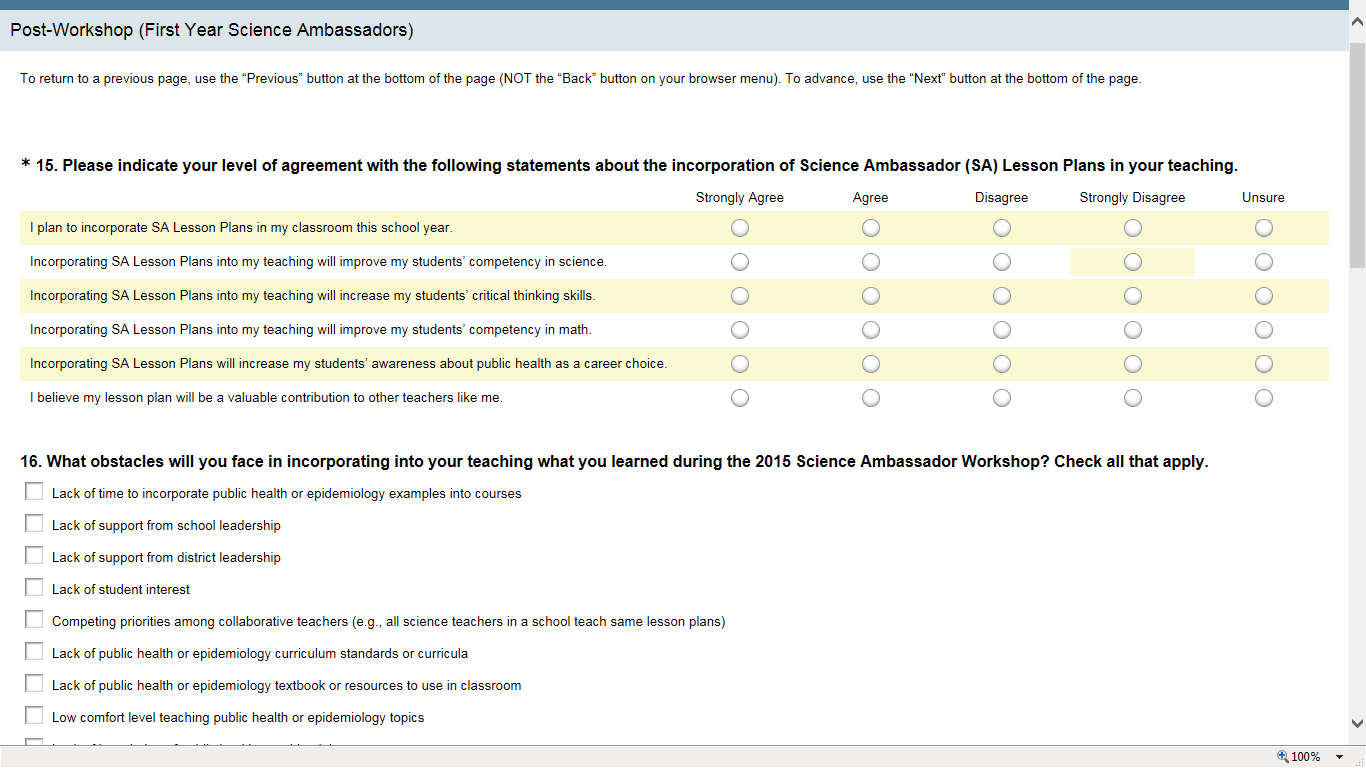 Post-Workshop (First Year Science Ambassadors)
To return to a previous page, use the “Previous” button at the bottom of the page (NOT the “Back” button on your browser menu). To advance, use the “Next” button at the bottom of the page.
* 15. Please indicate your level of agreement with the following statements about the incorporation of Science Ambassador (SA) Lesson Plans in your teaching.
Strongly Agree Agree Disagree Strongly Disagree Unsure
I plan to incorporate SA Lesson Plans in my classroom this school year.
Incorporating SA Lesson Plans into my teaching will improve my students’ competency in science.
Incorporating SA Lesson Plans into my teaching will increase my students’ critical thinking skills.
Incorporating SA Lesson Plans into my teaching will improve my students’ competency in math.
Incorporating SA Lesson Plans will increase my students’ awareness about public health as a career choice.
I believe my lesson plan will be a valuable contribution to other teachers like me.
16. What obstacles will you face in incorporating into your teaching what you learned during the 2015 Science Ambassador Workshop? Check all that apply.
Lack of time to incorporate public health or epidemiology examples into courses
Lack of support from school leadership
Lack of support from district leadership
Lack of student interest
Competing priorities among collaborative teachers (e.g., all science teachers in a school teach same lesson plans)
Lack of public health or epidemiology curriculum standards or curricula
Lack of public health or epidemiology textbook or resources to use in classroom
Low comfort level teaching public health or epidemiology topics
100%